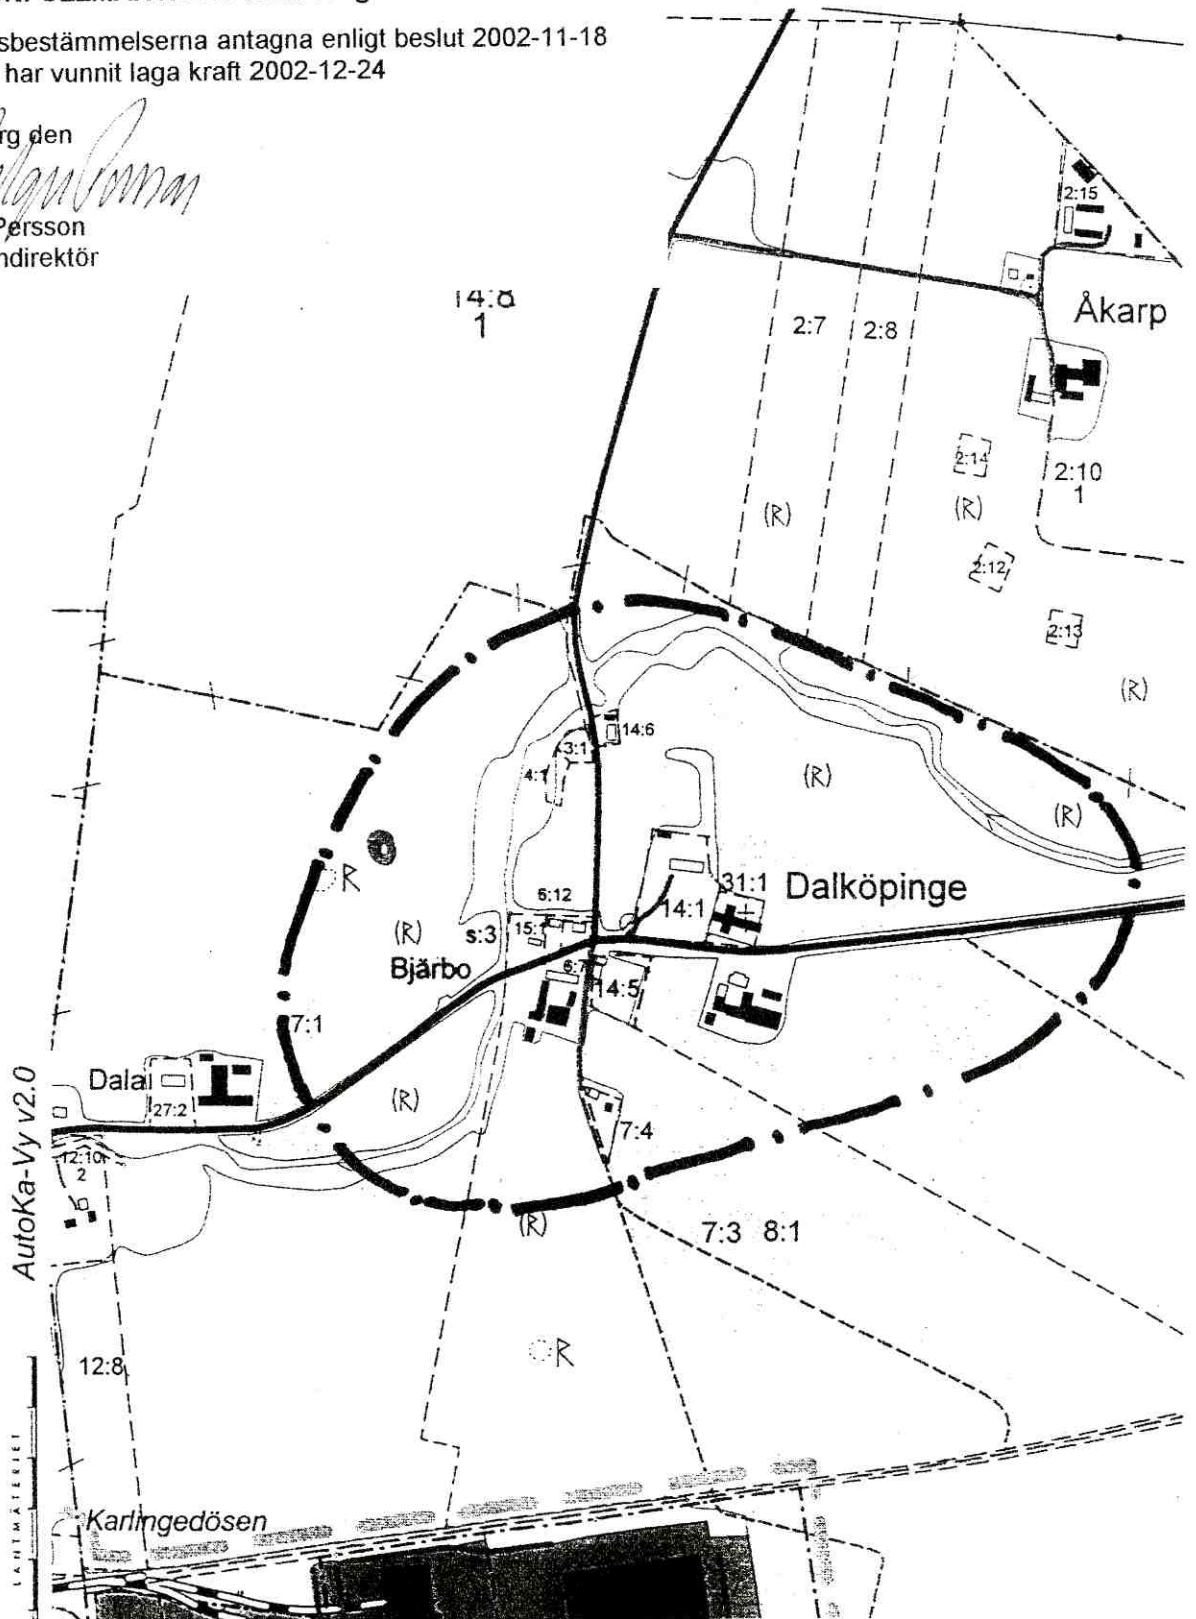 sbestämmelserna antagna enligt beslut 2002-11-18
har vunnit laga kraft 2002-12-24
rg den
Persson
ndirektör
14:8
1
2:15
Åkarp
2:7
2:8
2:14
2:10
1
(R)
(R)
2:12
2:13
(R)
14:6
3:1
4:1
(R)
(R)
R
31:1
Dalköpinge
14:1
(R)
s:3
15:1
Bjärbo
14:5
7:1
Dala
27:2
(R)
7:4
12:10
2
(R)
7:3 8:1
R
12:8
Karlingedösen
AutoKa-Vy v2.0
LANTMÄTERIET